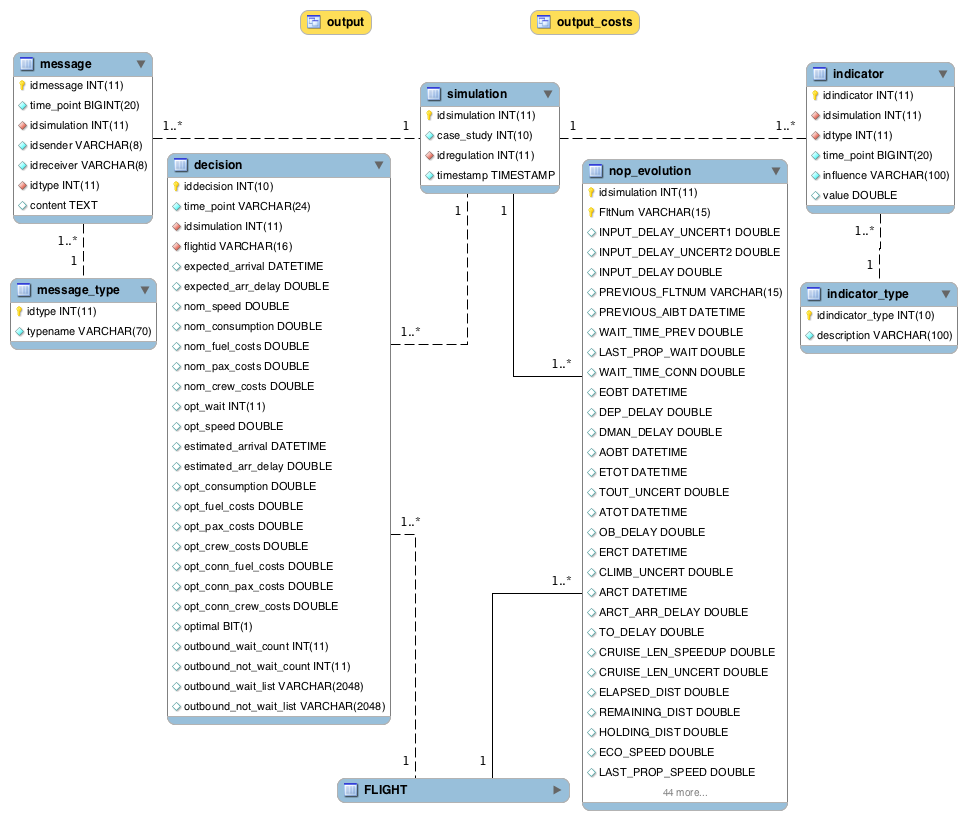 output
output_costs
message
idmessage INT(11)
time_point BIGINT(20)
idsimulation INT(11)
idsender VARCHAR(8)
idreceiver VARCHAR(8)
idtype INT(11)
content TEXT
1..*
1
1..*
1
message_type
idtype INT(11)
typename VARCHAR(70)
decision
iddecision INT(10)
time_point VARCHAR(24)
idsimulation INT(11)
flightid VARCHAR(16)
expected_arrival DATETIME
expected_arr_delay DOUBLE
nom_speed DOUBLE
nom_consumption DOUBLE
nom_fuel_costs DOUBLE
nom_pax_costs DOUBLE
nom_crew_costs DOUBLE
opt_wait INT(11)
opt_speed DOUBLE
estimated_arrival DATETIME
estimated_arr_delay DOUBLE
opt_consumption DOUBLE
opt_fuel_costs DOUBLE
opt_pax_costs DOUBLE
opt_crew_costs DOUBLE
opt_conn_fuel_costs DOUBLE
opt_conn_pax_costs DOUBLE
opt_conn_crew_costs DOUBLE
optimal BIT(1)
outbound_wait_count INT(11)
outbound_not_wait_count INT(11)
outbound_wait_list VARCHAR(2048)
outbound_not_wait_list VARCHAR(2048)
simulation
idsimulation INT(11)
case_study INT(10)
idregulation INT(11)
timestamp TIMESTAMP
1
1..*
1
1
1..*
1..*
1..*
1
1
FLIGHT
nop_evolution
idsimulation INT(11)
FltNum VARCHAR(15)
INPUT_DELAY_UNCERT1 DOUBLE
INPUT_DELAY_UNCERT2 DOUBLE
INPUT_DELAY DOUBLE
PREVIOUS_FLTNUM VARCHAR(15)
PREVIOUS_AIBT DATETIME
WAIT_TIME_PREV DOUBLE
LAST_PROP_WAIT DOUBLE
WAIT_TIME_CONN DOUBLE
EOBT DATETIME
DEP_DELAY DOUBLE
DMAN_DELAY DOUBLE
AOBT DATETIME
ETOT DATETIME
TOUT_UNCERT DOUBLE
ATOT DATETIME
OB_DELAY DOUBLE
ERCT DATETIME
CLIMB_UNCERT DOUBLE
ARCT DATETIME
ARCT_ARR_DELAY DOUBLE
TO_DELAY DOUBLE
CRUISE_LEN_SPEEDUP DOUBLE
CRUISE_LEN_UNCERT DOUBLE
ELAPSED_DIST DOUBLE
REMAINING_DIST DOUBLE
HOLDING_DIST DOUBLE
ECO_SPEED DOUBLE
LAST_PROP_SPEED DOUBLE
44 more...
indicator
idindicator INT(11)
idsimulation INT(11)
idtype INT(11)
time_point BIGINT(20)
influence VARCHAR(100)
value DOUBLE
1..*
1
indicator_type
idindicator_type INT(10)
description VARCHAR(100)